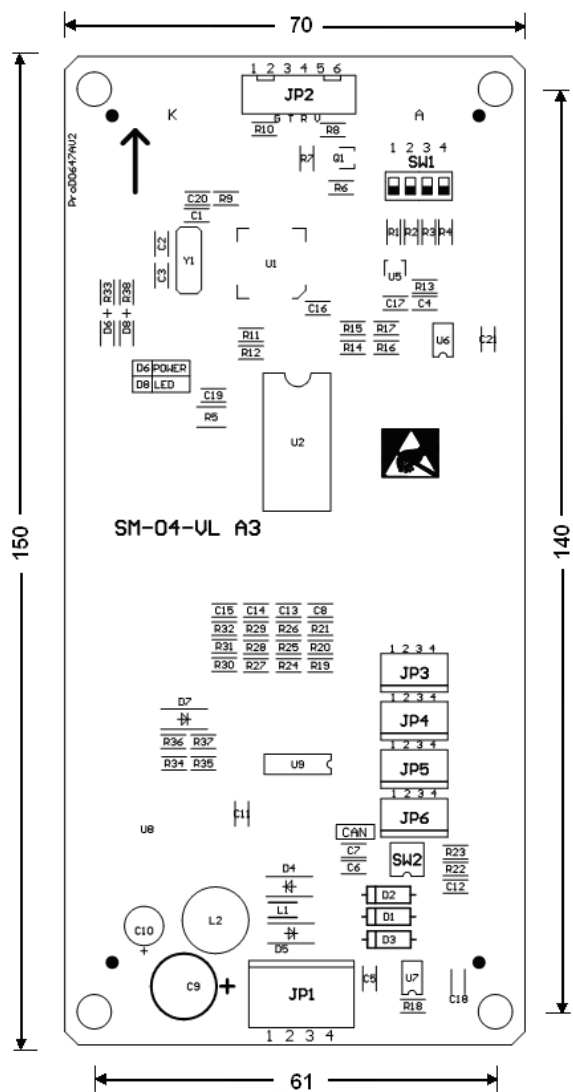 70
1 2 3 4 5 6
JP2
G T R V
K
A
R10
R8
ProD0647AV2
1 2 3 4
SW1
R7
Q1
R6
C20
R9
C1
R1
R2
R3
R4
C2
Y1
C3
U1
U5
R13
C17
C4
C16
R33
R38
D6
+
D8
+
R11
R12
R15
R17
R14
R16
U6
C21
D6 POWER
D8 LED
C19
R5
U2
SM-04-VL A3
150
140
C15 C14 C13 C8
R32 R29 R26 R21
R31 R28 R25 R20
R30 R27 R24 R19
1 2 3 4
JP3
1 2 3 4
JP4
1 2 3 4
JP5
1 2 3 4
JP6
D7
R36 R37
R34 R35
U9
C11
U8
CAN
C7
C6
SW2
R23
R22
C12
D4
L1
D5
D2
D1
D3
L2
C10
+
C9
+
JP1
1 2 3 4
C5
U7
R18
C18
61